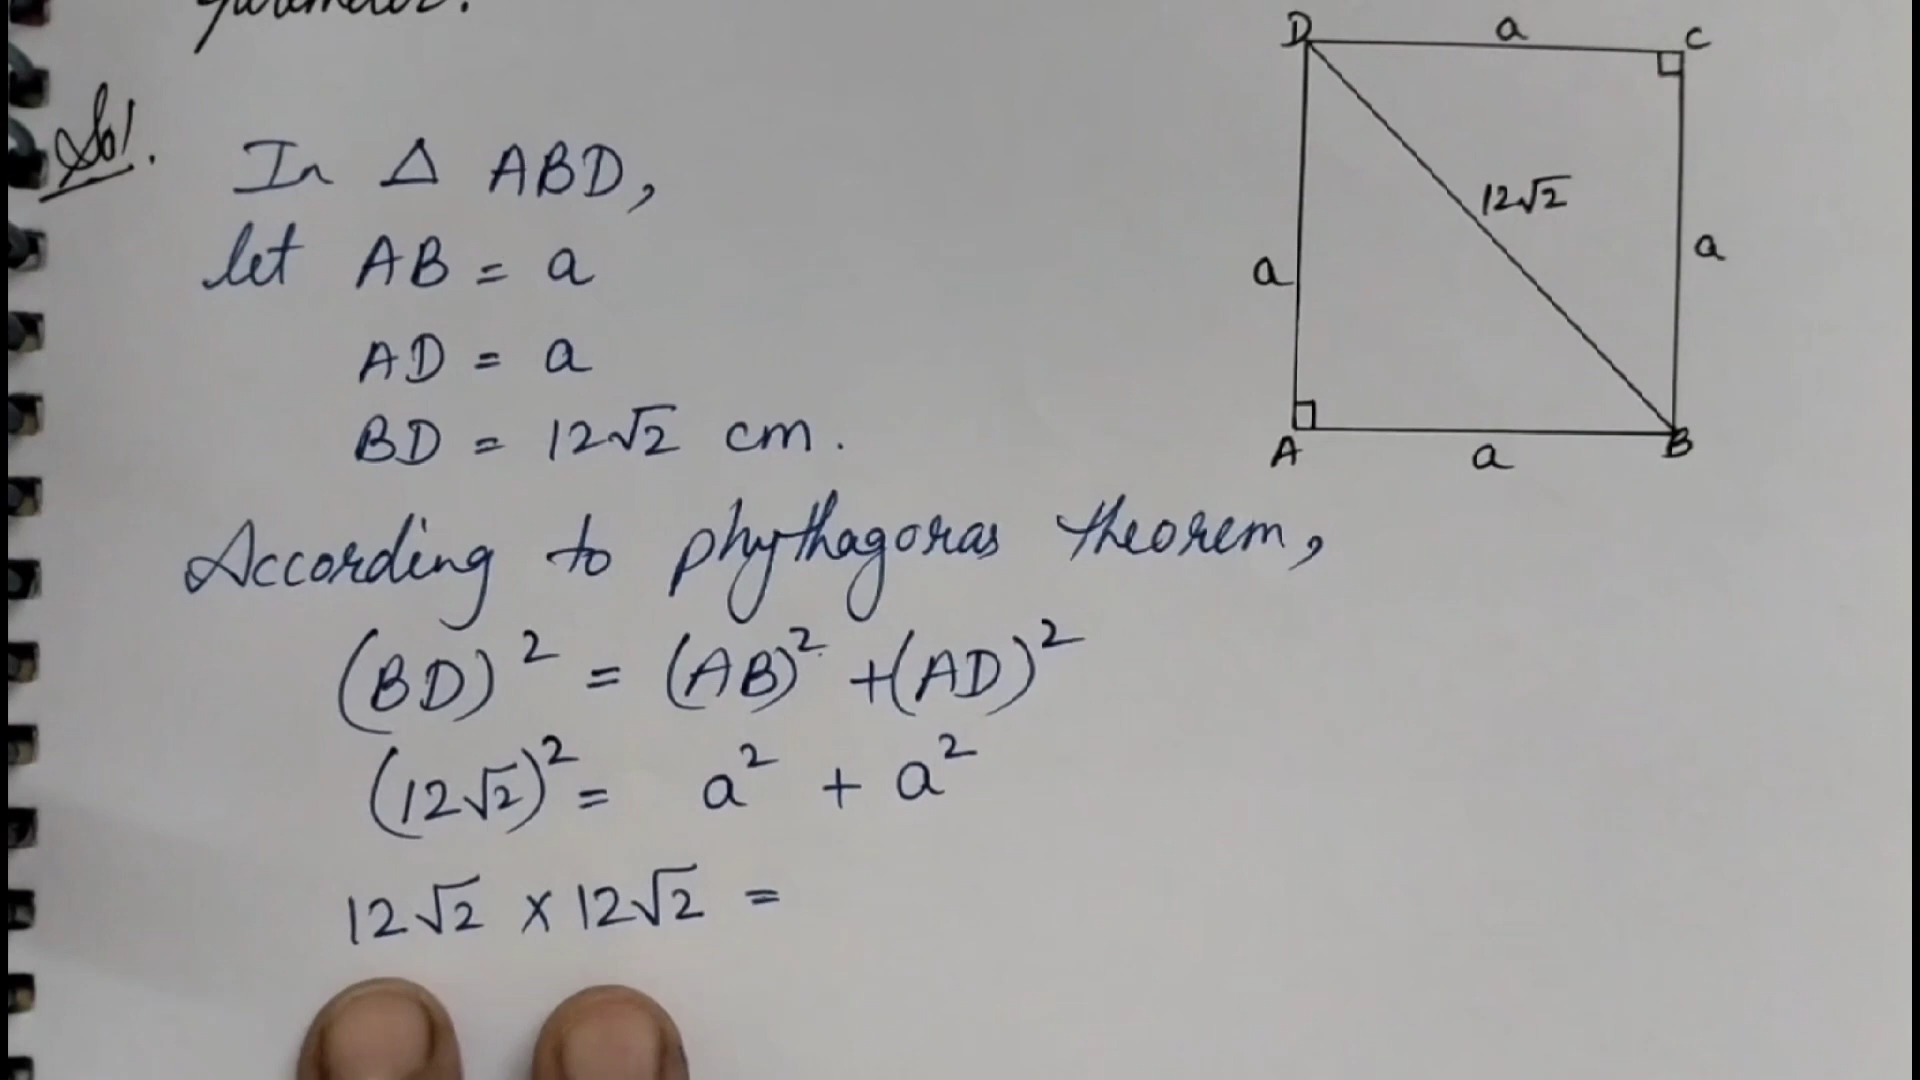 Sol.
In Δ ABD,
let AB = a
AD = a
BD = 12√2 cm.
According to phythagoras theorem,
(BD)² = (AB)² + (AD)²
(12√2)² = a² + a²
12√2 × 12√2 =
D a C
12√2
a a
A a B